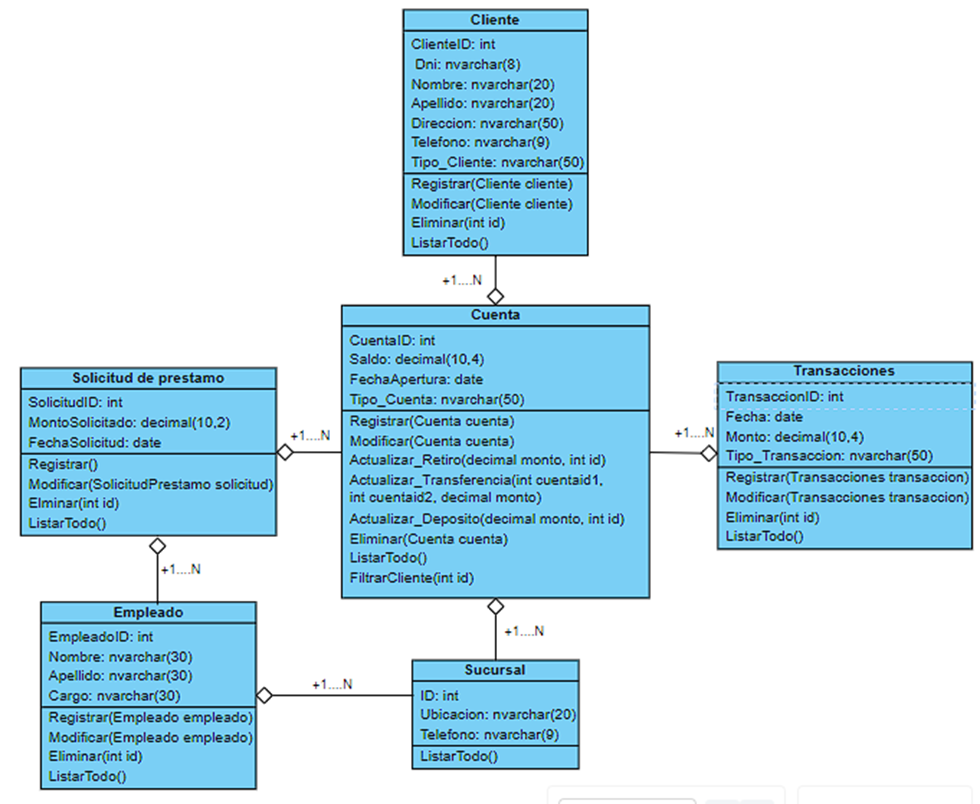 Cliente
ClienteID: int
Dni: nvarchar(8)
Nombre: nvarchar(20)
Apellido: nvarchar(20)
Direccion: nvarchar(50)
Telefono: nvarchar(9)
Tipo_Cliente: nvarchar(50)
Registrar(Cliente cliente)
Modificar(Cliente cliente)
Eliminar(int id)
ListarTodo()
+1....N
Cuenta
CuentaID: int
Saldo: decimal(10,4)
FechaApertura: date
Tipo_Cuenta: nvarchar(50)
Registrar(Cuenta cuenta)
Modificar(Cuenta cuenta)
Actualizar_Retiro(decimal monto, int id)
Actualizar_Transferencia(int cuentaid1,
int cuentaid2, decimal monto)
Actualizar_Deposito(decimal monto, int id)
Eliminar(Cuenta cuenta)
ListarTodo()
FiltrarCliente(int id)
Solicitud de prestamo
SolicitudID: int
MontoSolicitado: decimal(10,2)
FechaSolicitud: date
Registrar()
Modificar(SolicitudPrestamo solicitud)
Elminar(int id)
ListarTodo()
+1....N
Transacciones
TransaccionID: int
Fecha: date
Monto: decimal(10,4)
Tipo_Transaccion: nvarchar(50)
Registrar(Transacciones transaccion)
Modificar(Transacciones transaccion)
Eliminar(int id)
ListarTodo()
+1....N
+1....N
Empleado
EmpleadoID: int
Nombre: nvarchar(30)
Apellido: nvarchar(30)
Cargo: nvarchar(30)
Registrar(Empleado empleado)
Modificar(Empleado empleado)
Eliminar(int id)
ListarTodo()
+1....N
+1....N
Sucursal
ID: int
Ubicacion: nvarchar(20)
Telefono: nvarchar(9)
ListarTodo()